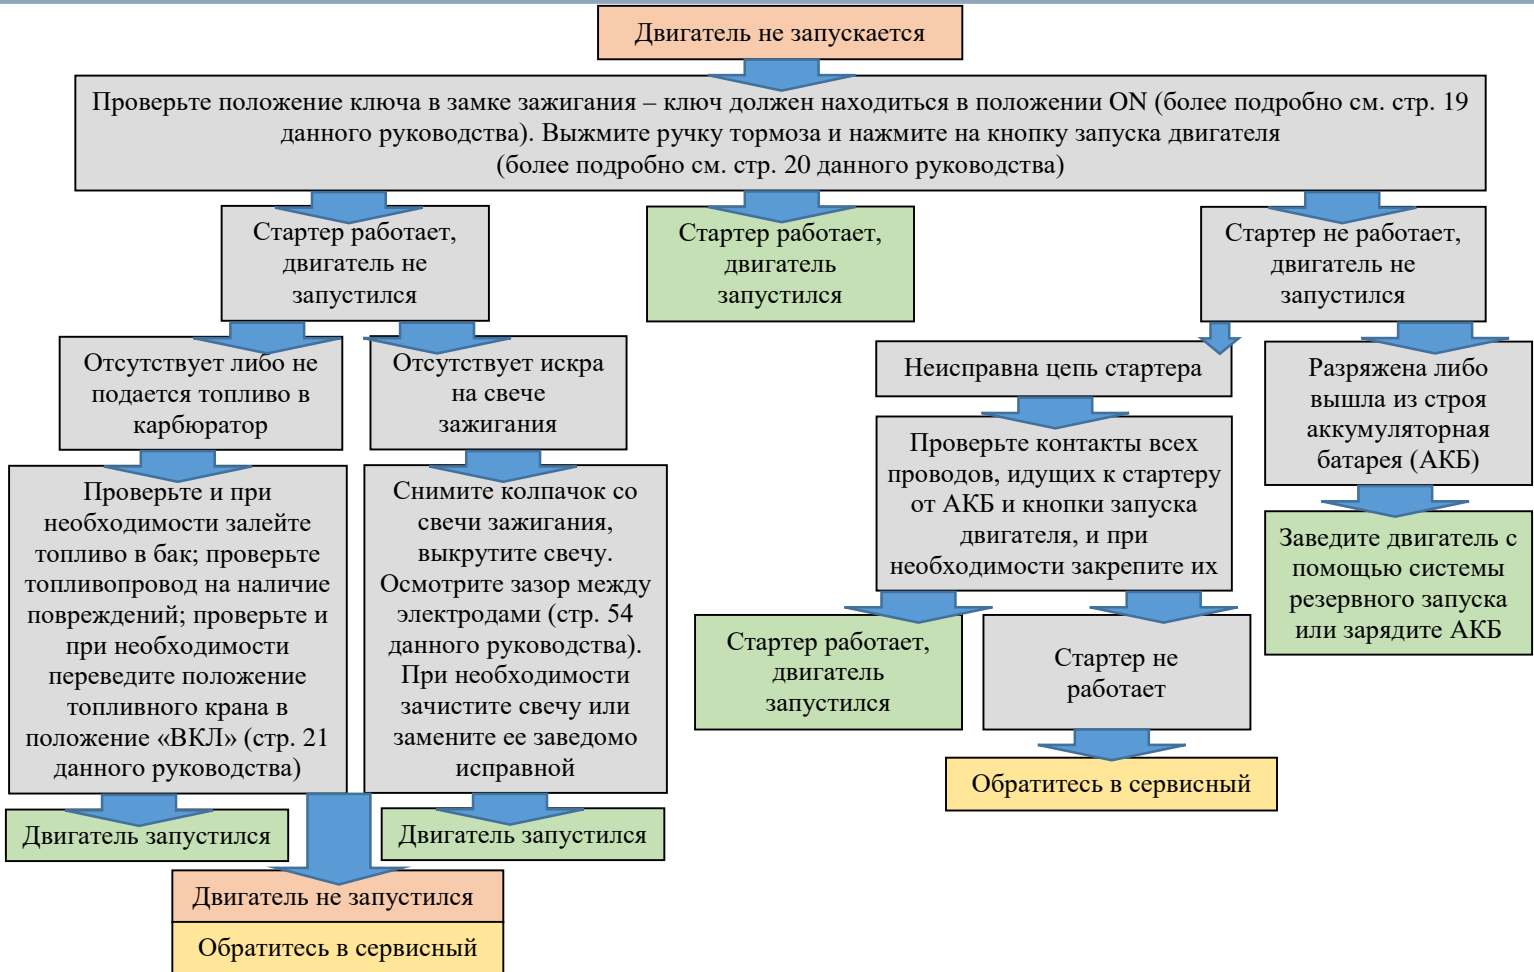 Двигатель не запускается
Проверьте положение ключа в замке зажигания – ключ должен находиться в положении ON (более подробно см. стр. 19
данного руководства). Выжмите ручку тормоза и нажмите на кнопку запуска двигателя
(более подробно см. стр. 20 данного руководства)
Стартер работает,
двигатель не
запустился
Стартер работает,
двигатель
запустился
Стартер не работает,
двигатель не
запустился
Отсутствует либо не
подается топливо в
карбюратор
Отсутствует искра
на свече
зажигания
Неисправна цепь стартера
Разряжена либо
вышла из строя
аккумуляторная
батарея (АКБ)
Проверьте и при
необходимости залейте
топливо в бак; проверьте
топливопровод на наличие
повреждений; проверьте и
при необходимости
переведите положение
топливного крана в
положение «ВКЛ» (стр. 21
данного руководства)
Снимите колпачок со
свечи зажигания,
выкрутите свечу.
Осмотрите зазор между
электродами (стр. 54
данного руководства).
При необходимости
зачистите свечу или
замените ее заведомо
исправной
Проверьте контакты всех
проводов, идущих к стартеру
от АКБ и кнопки запуска
двигателя, и при
необходимости закрепите их
Заведите двигатель с
помощью системы
резервного запуска
или зарядите АКБ
Стартер работает,
двигатель
запустился
Стартер не
работает
Обратитесь в сервисный
Двигатель запустился
Двигатель запустился
Двигатель не запустился
Обратитесь в сервисный